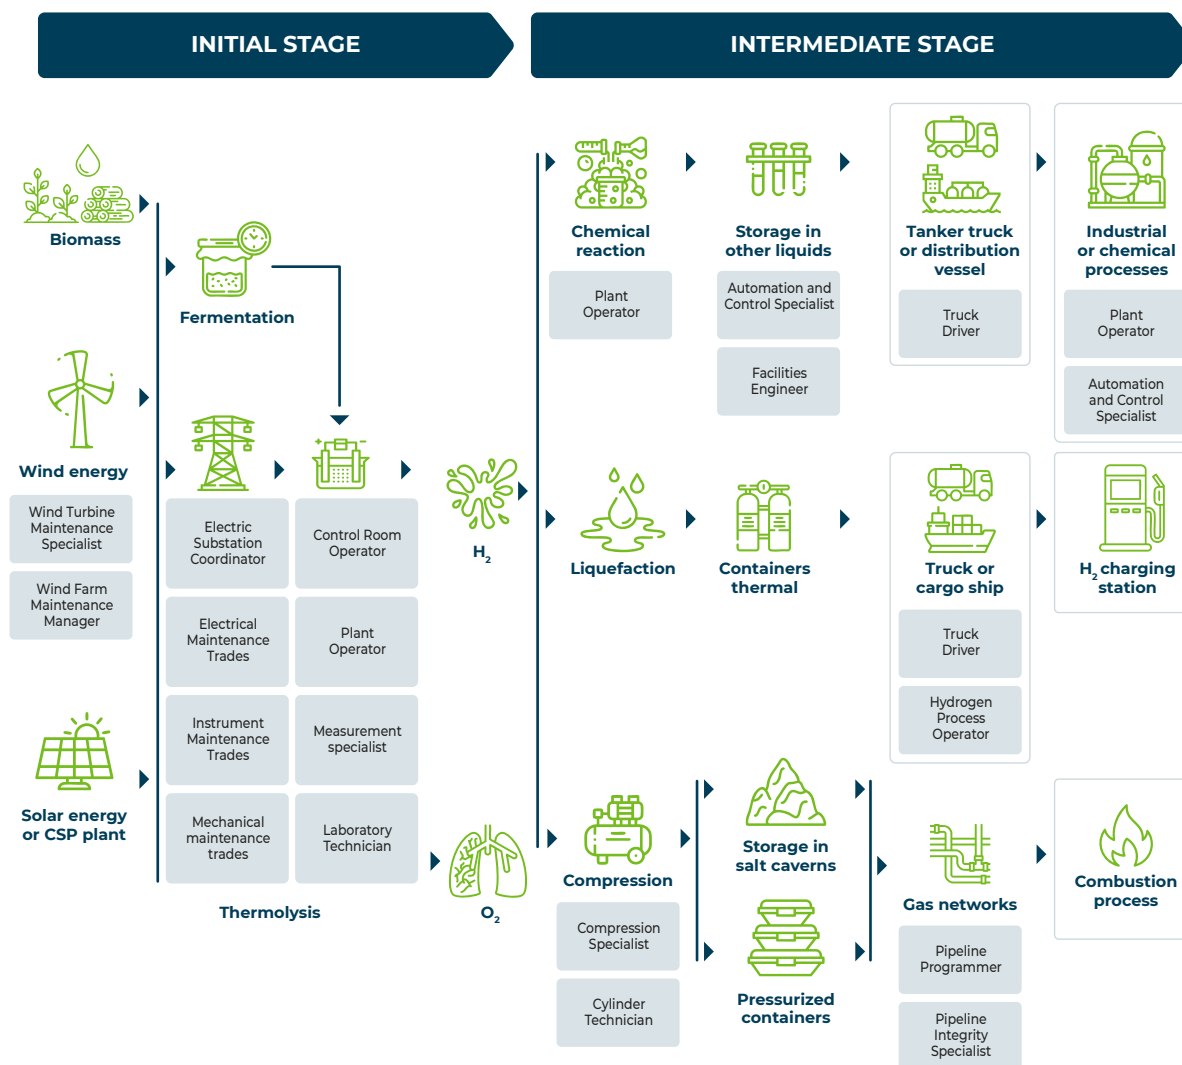 INITIAL STAGE
INTERMEDIATE STAGE
Biomass
Fermentation
Wind energy
Wind Turbine
Maintenance
Specialist
Wind Farm
Maintenance
Manager
Solar energy
or CSP plant
Electric
Substation
Coordinator
Electrical
Maintenance
Trades
Instrument
Maintenance
Trades
Mechanical
maintenance
trades
+ −
Control Room
Operator
Plant
Operator
Measurement
specialist
Laboratory
Technician
Thermolysis
H2
O2
Chemical
reaction
Plant
Operator
Storage in
other liquids
Automation and
Control Specialist
Facilities
Engineer
Tanker truck
or distribution
vessel
Truck
Driver
Industrial
or chemical
processes
Plant
Operator
Automation
and Control
Specialist
Liquefaction
Containers
thermal
Truck or
cargo ship
Truck
Driver
Hydrogen
Process
Operator
H2 charging
station
Compression
Compression
Specialist
Cylinder
Technician
Storage in
salt caverns
Pressurized
containers
Gas networks
Pipeline
Programmer
Pipeline
Integrity
Specialist
Combustion
process